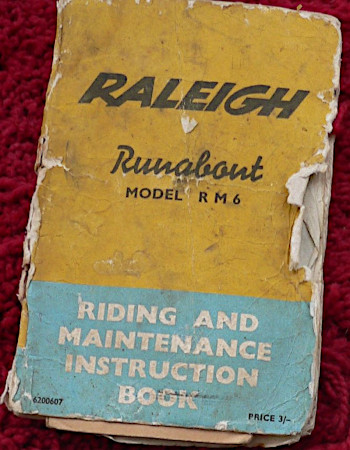 RALEIGH
Runabout
MODEL RM6
RIDING AND
MAINTENANCE
INSTRUCTION
BOOK
6200607
PRICE 3/-